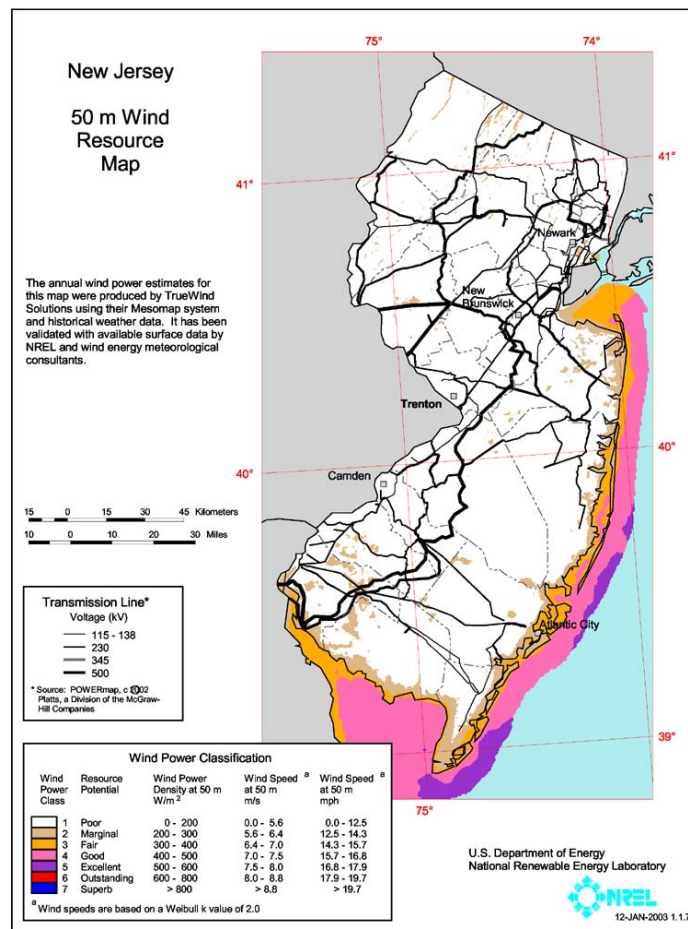 New Jersey
50 m Wind
Resource
Map
The annual wind power estimates for
this map were produced by TrueWind
Solutions using their Mesomap system
and historical weather data. It has been
validated with available surface data by
NREL and wind energy meteorological
consultants.
75°
74°
41°
41°
Newark
New
Brunswick
Trenton
40°
40°
Camden
Atlantic City
39°
75°
15 0 15 30 45 Kilometers
10 0 10 20 30 Miles
Transmission Line*
Voltage (kV)
115 - 138
230
345
500
* Source: POWERmap, c 2002
Platts, a Division of the McGraw-
Hill Companies
Wind Power Classification
Wind Resource Wind Power Wind Speed a Wind Speed a
Power Potential Density at 50 m at 50 m at 50 m
Class W/m 2 m/s mph
1 Poor 0 - 200 0.0 - 5.6 0.0 - 12.5
2 Marginal 200 - 300 5.6 - 6.4 12.5 - 14.3
3 Fair 300 - 400 6.4 - 7.0 14.3 - 15.7
4 Good 400 - 500 7.0 - 7.5 15.7 - 16.8
5 Excellent 500 - 600 7.5 - 8.0 16.8 - 17.9
6 Outstanding 600 - 800 8.0 - 8.8 17.9 - 19.7
7 Superb > 800 > 8.8 > 19.7
a Wind speeds are based on a Weibull k value of 2.0
U.S. Department of Energy
National Renewable Energy Laboratory
NREL
12-JAN-2003 1.1.7